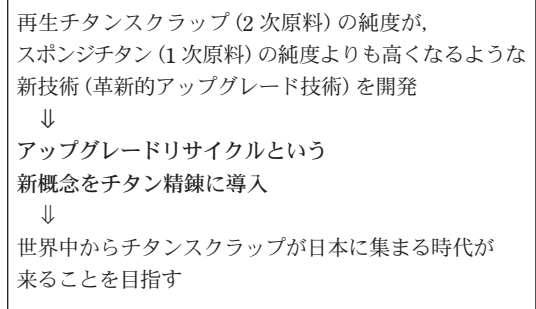 再生チタンスクラップ (2 次原料) の純度が,
スポンジチタン (1 次原料) の純度よりも高くなるような
新技術 (革新的アップグレード技術) を開発
⇓
アップグレードリサイクルという
新概念をチタン精錬に導入
⇓
世界中からチタンスクラップが日本に集まる時代が
来ることを目指す